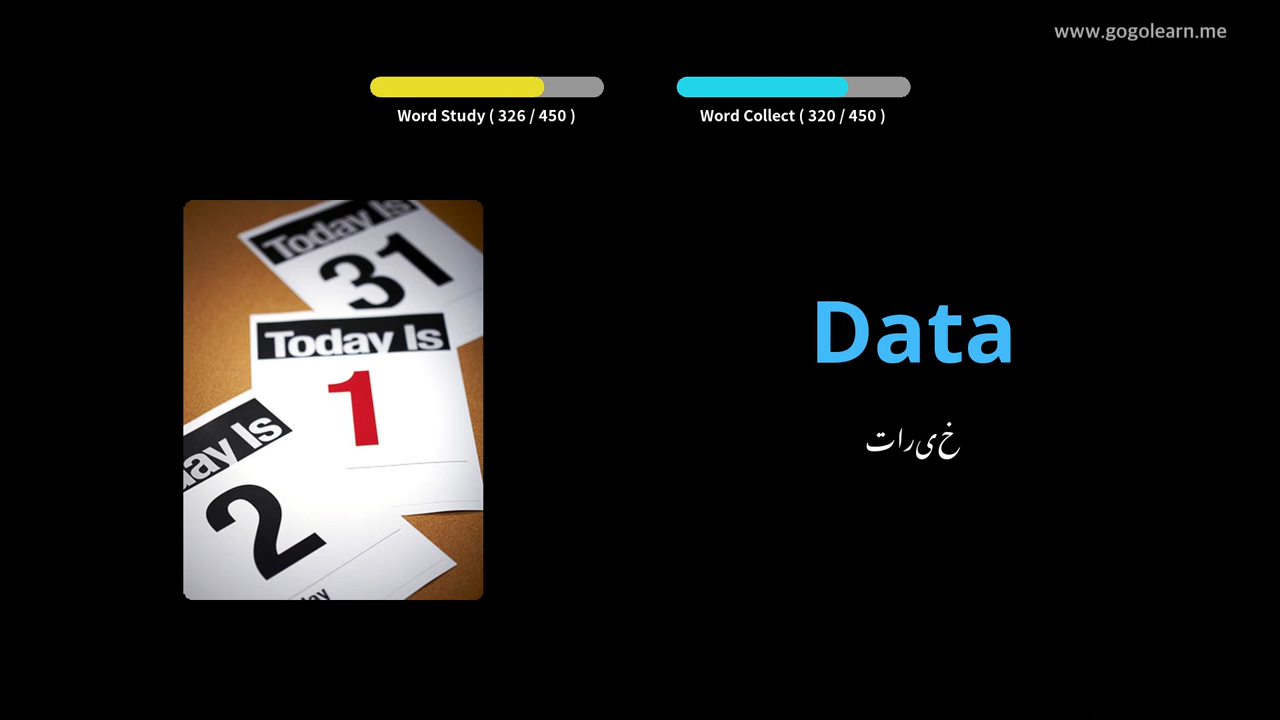 www.gogolearn.me
Word Study ( 326 / 450 )
Word Collect ( 320 / 450 )
Today Is
31
Today Is
1
ay Is
2
Data
خ‌ی‌رات